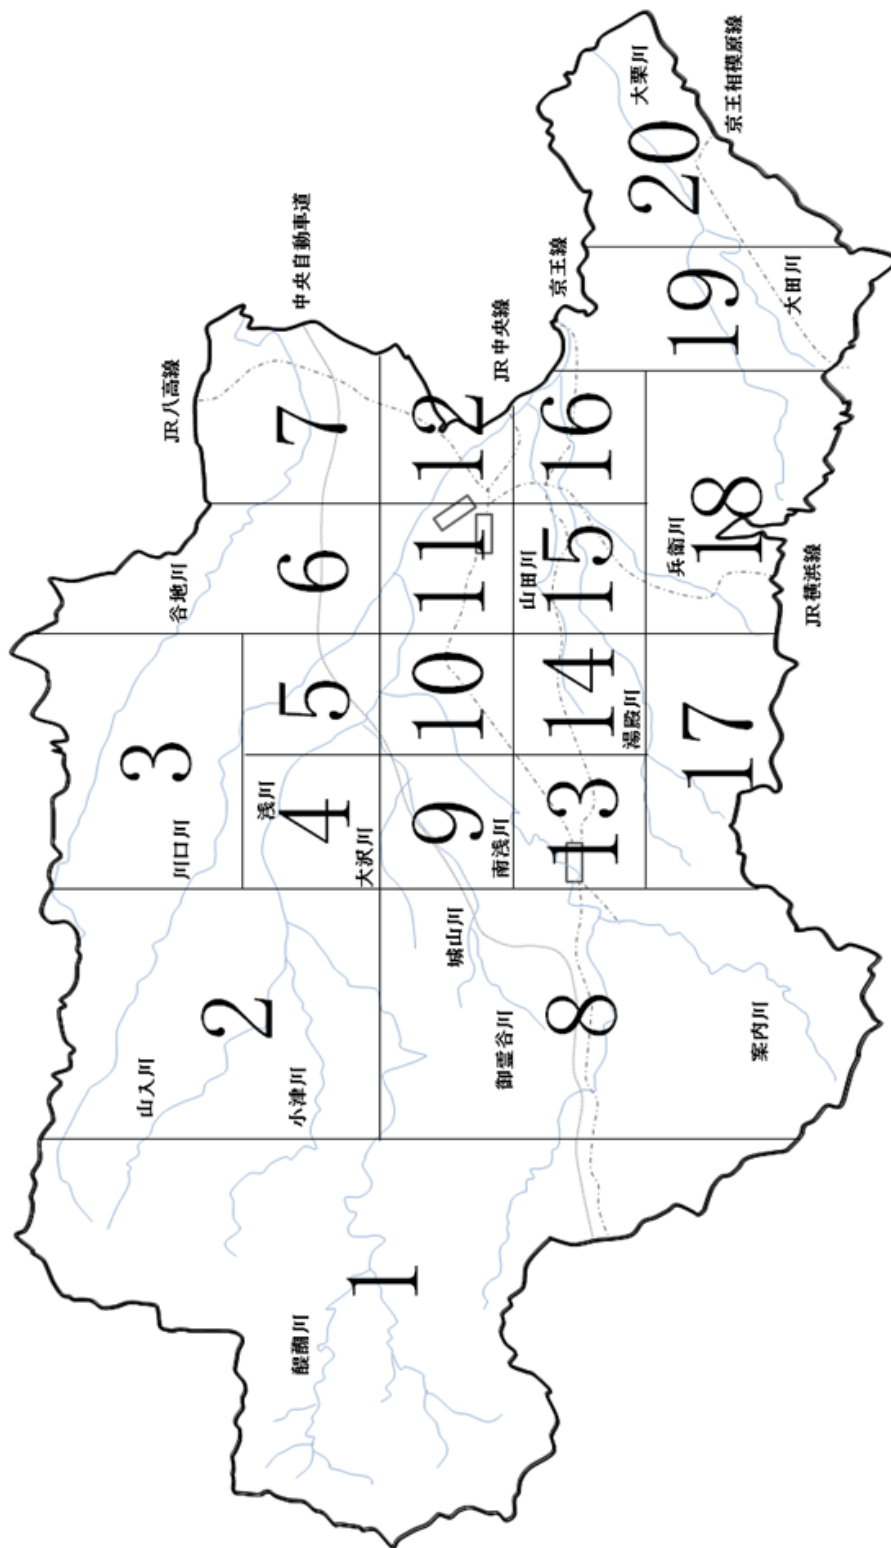 JR八高線
中央自動車道
谷地川
川口川
3
6
7
山入川
2
浅川
4
5
小津川
大沢川
醍醐川
1
城山川
9
10
11
12
JR中央線
御霊谷川
南浅川
山田川
京王線
8
13
14
15
16
湯殿川
兵衛川
大栗川
20
19
京王相模原線
17
18
案内川
大田川
JR横浜線